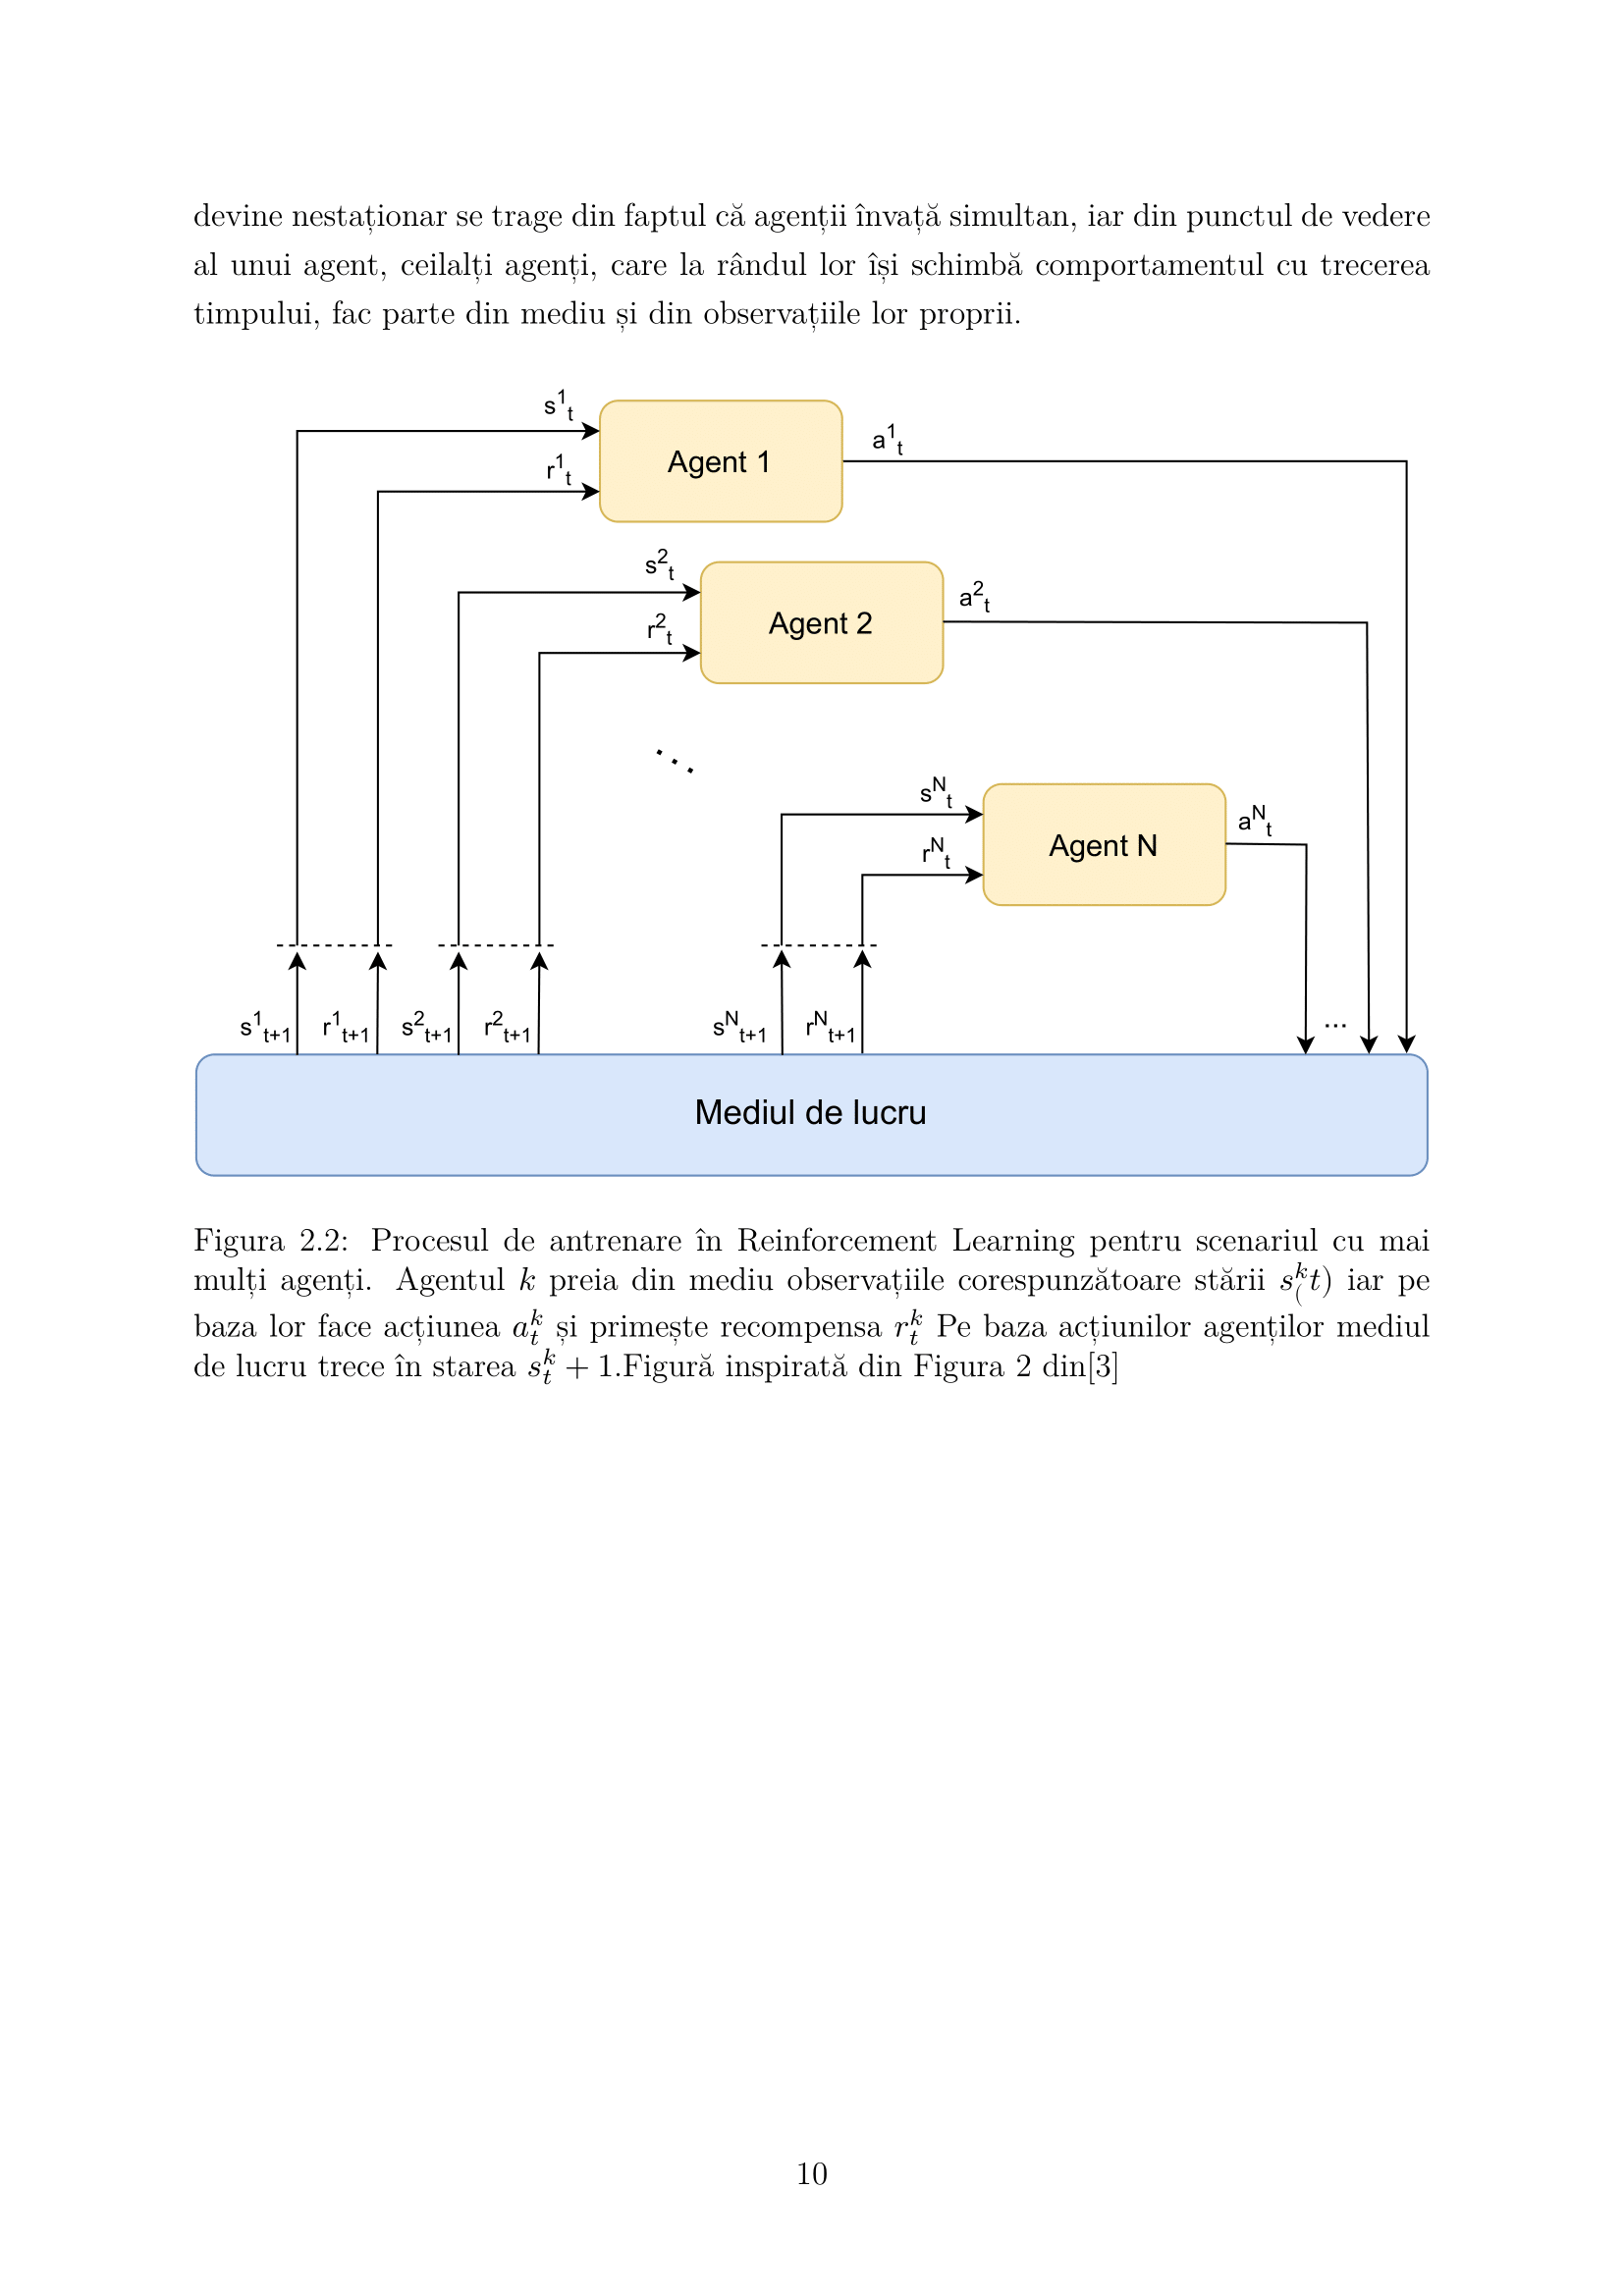 devine nestaționar se trage din faptul că agenții învață simultan, iar din punctul de vedere
al unui agent, ceilalți agenți, care la rândul lor își schimbă comportamentul cu trecerea
timpului, fac parte din mediu și din observațiile lor proprii.
s^1_t
Agent 1
a^1_t
r^1_t
s^2_t
Agent 2
a^2_t
r^2_t
...
s^N_t
Agent N
a^N_t
r^N_t
s^1_{t+1} r^1_{t+1} s^2_{t+1} r^2_{t+1} s^N_{t+1} r^N_{t+1} ...
Mediul de lucru
Figura 2.2: Procesul de antrenare în Reinforcement Learning pentru scenariul cu mai
mulți agenți. Agentul k preia din mediu observațiile corespunzătoare stării s^k_(t) iar pe
baza lor face acțiunea a^k_t și primește recompensa r^k_t Pe baza acțiunilor agenților mediul
de lucru trece în starea s^k_t + 1.Figură inspirată din Figura 2 din[3]
10